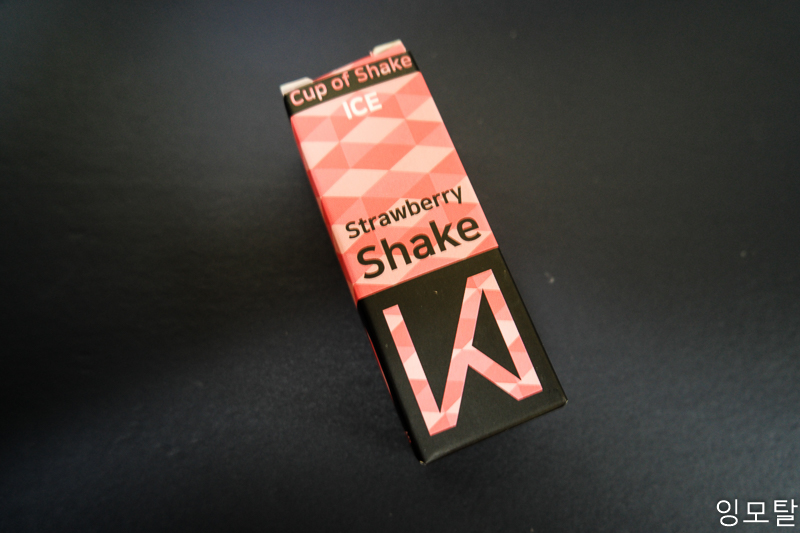 Cup of Shake
ICE
Strawberry
Shake
잉모탈